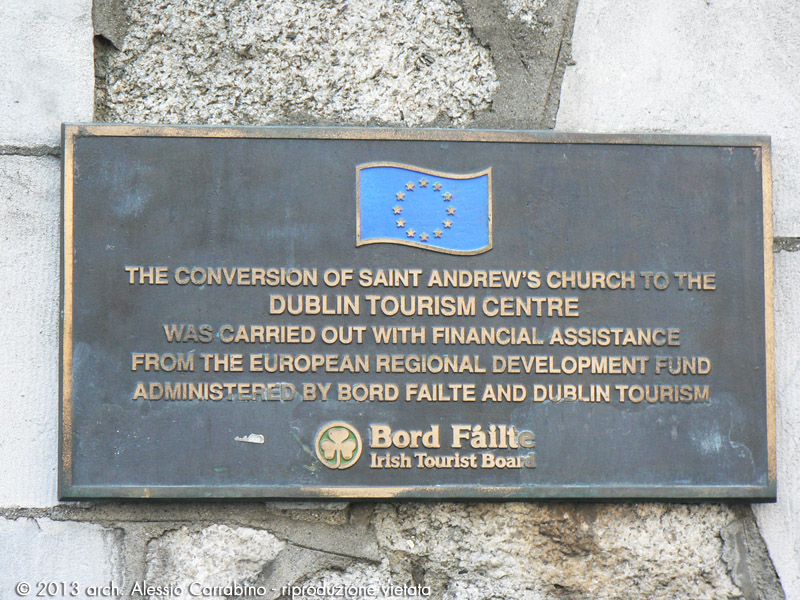 THE CONVERSION OF SAINT ANDREW'S CHURCH TO THE
DUBLIN TOURISM CENTRE
WAS CARRIED OUT WITH FINANCIAL ASSISTANCE
FROM THE EUROPEAN REGIONAL DEVELOPMENT FUND
ADMINISTERED BY BORD FAILTE AND DUBLIN TOURISM
Bord Fáilte
Irish Tourist Board
© 2013 arch. Alessio Carrabino - riproduzione vietata